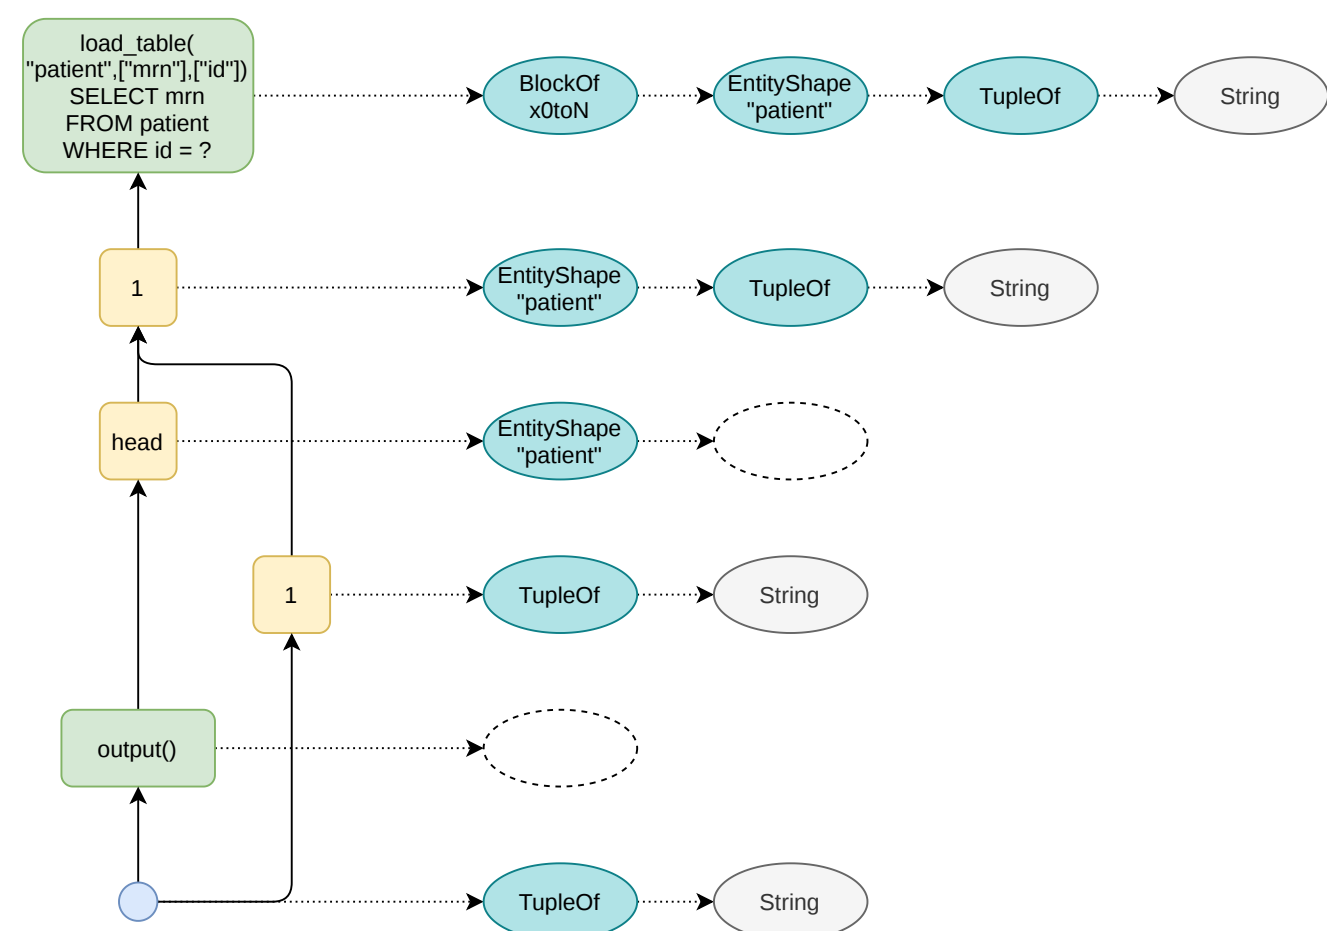 load_table(
"patient",["mrn"],["id"])
SELECT mrn
FROM patient
WHERE id = ?
BlockOf
x0toN
EntityShape
"patient"
TupleOf
String
1
EntityShape
"patient"
TupleOf
String
head
EntityShape
"patient"
1
TupleOf
String
output()
TupleOf
String